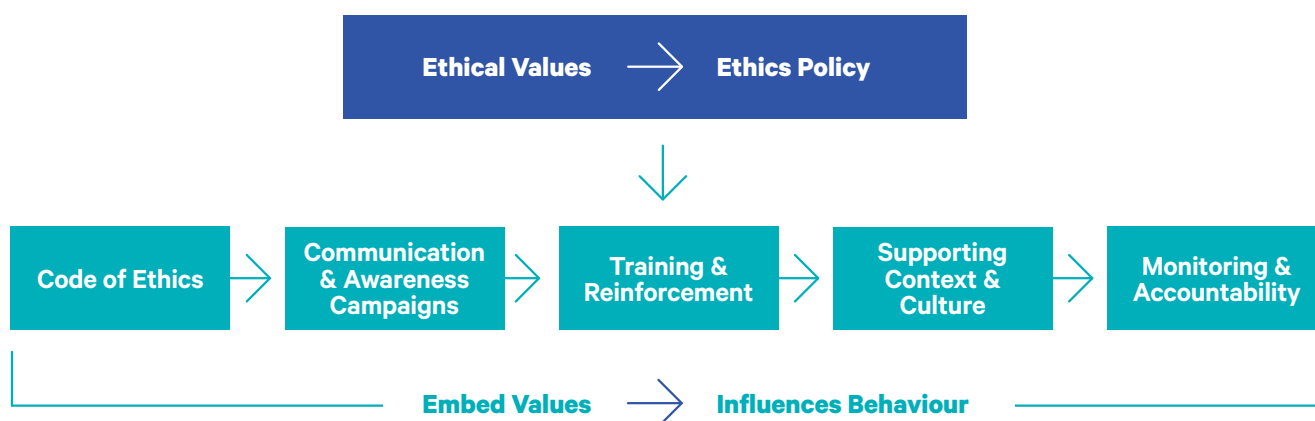 Ethical Values Ethics Policy
Code of Ethics
Communication
& Awareness
Campaigns
Training &
Reinforcement
Supporting
Context &
Culture
Monitoring &
Accountability
Embed Values Influences Behaviour